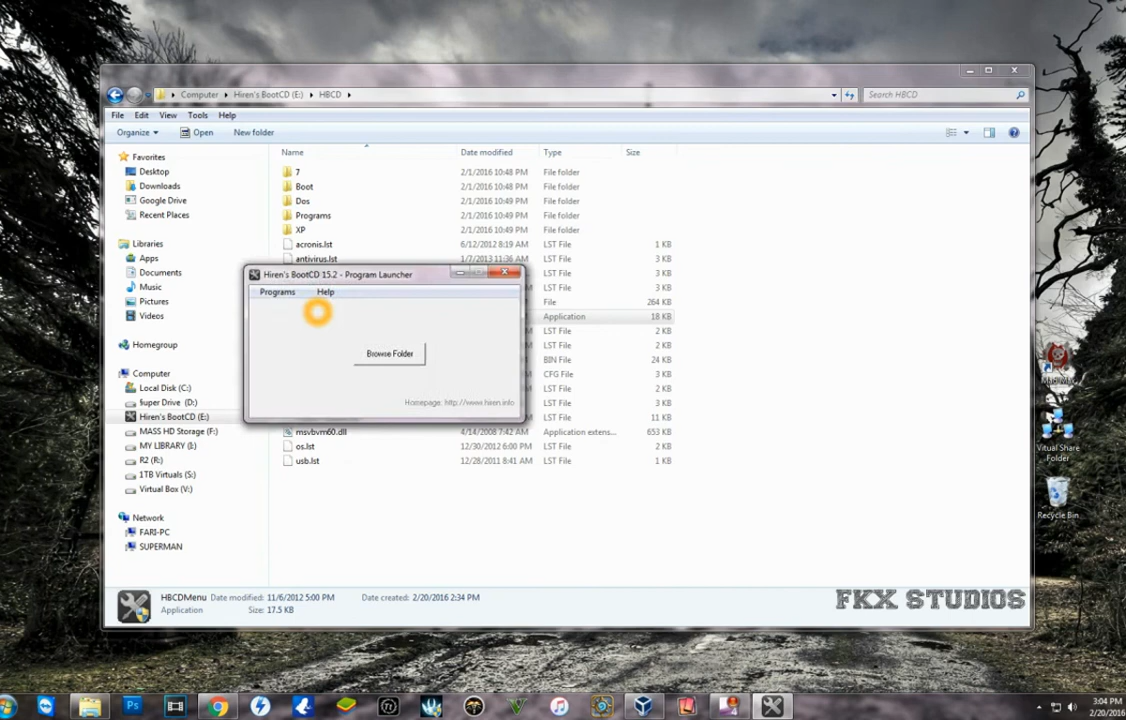 Computer ▸ Hiren's BootCD (E:) ▸ HBCD ▸
Search HBCD
File Edit View Tools Help
Organize ▾ Open New folder
Name Date modified Type Size
Favorites
Desktop
Downloads
Google Drive
Recent Places
Libraries
Apps
Documents
Music
Pictures
Videos
Homegroup
Computer
Local Disk (C:)
Super Drive (D:)
Hiren's BootCD (E:)
MASS HD Storage (F:)
MY LIBRARY (I:)
R2 (R:)
1TB Virtuals (S:)
Virtual Box (V:)
Network
FARI-PC
SUPERMAN
7 2/1/2016 10:48 PM File folder
Boot 2/1/2016 10:48 PM File folder
Dos 2/1/2016 10:49 PM File folder
Programs 2/1/2016 10:49 PM File folder
XP 2/1/2016 10:49 PM File folder
acronis.lst 6/12/2012 8:19 AM LST File 1 KB
antivirus.lst 1/7/2013 11:36 AM LST File 3 KB
LST File 3 KB
LST File 3 KB
File 264 KB
Application 18 KB
LST File 2 KB
LST File 2 KB
BIN File 24 KB
CFG File 2 KB
LST File 2 KB
LST File 2 KB
LST File 11 KB
msvbvm60.dll 4/14/2008 7:42 AM Application extens... 653 KB
os.lst 12/30/2012 6:00 PM LST File 2 KB
usb.lst 12/28/2011 8:41 AM LST File 1 KB
Hiren's BootCD 15.2 - Program Launcher
Programs Help
Browse Folder
Homepage: http://www.hiren.info
HBCDMenu Date modified: 11/6/2012 5:00 PM Date created: 2/20/2016 2:34 PM
Application Size: 17.5 KB
FKX STUDIOS
Vitual Share
Folder
Recycle Bin
Ps
3:04 PM
2/20/2016